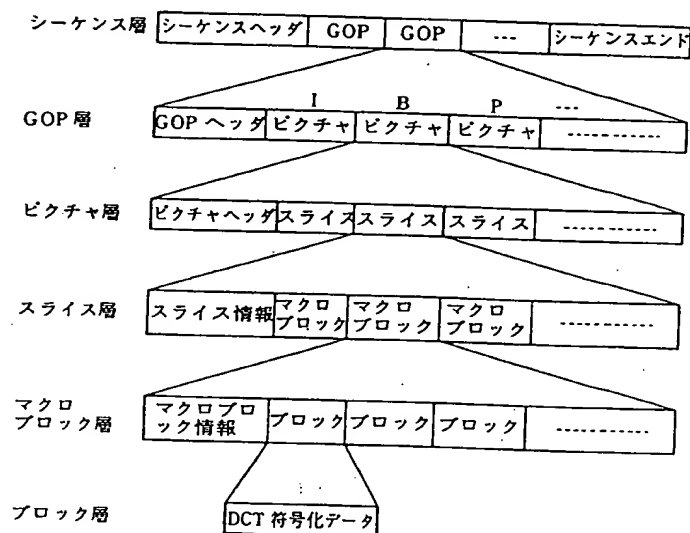 シーケンス層
シーケンスヘッダ GOP GOP --- シーケンスエンド
I B P ---
GOP 層
GOP ヘッダ ピクチャ ピクチャ ピクチャ ------------
ピクチャ層
ピクチャヘッダ スライス スライス スライス ------------
スライス層
スライス情報 マクロ マクロ マクロ ------------
ブロック ブロック ブロック
マクロ
ブロック層
マクロブロ
ック情報
ブロック ブロック ブロック ------------
ブロック層
DCT 符号化データ